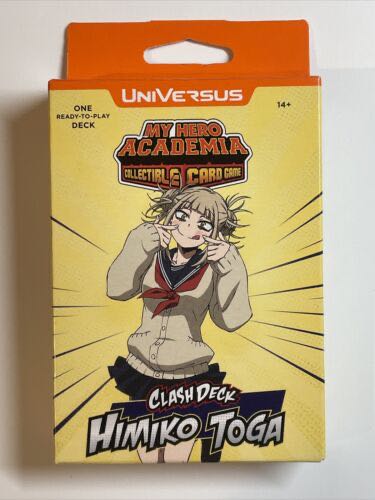 UNIVERSUS
ONE
READY-TO-PLAY
DECK
14+
MY HERO
ACADEMIA
COLLECTIBLE CARD GAME
CLASH DECK
HIMIKO TOGA